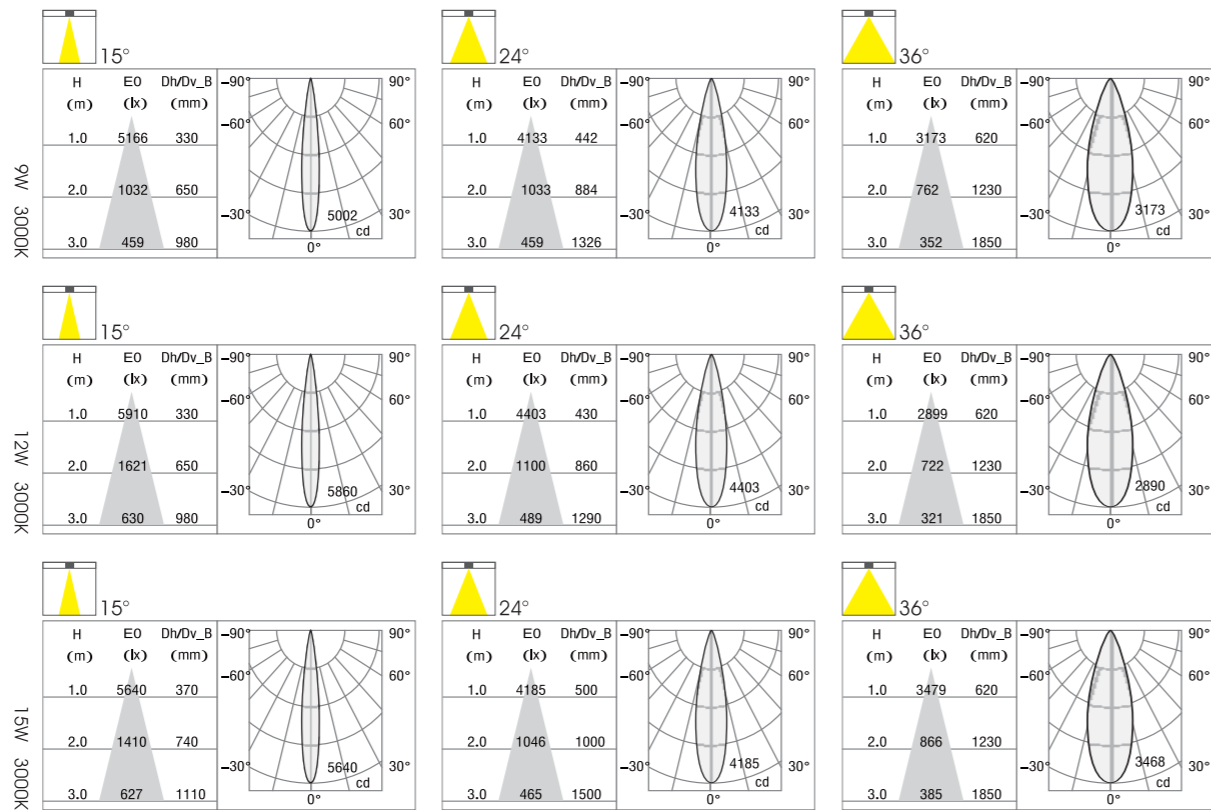 15° 24° 36°
9W 3000K
H E0 Dh/Dv_B −90° 90° H E0 Dh/Dv_B −90° 90° H E0 Dh/Dv_B −90° 90°
(m) (lx) (mm) (m) (lx) (mm) (m) (lx) (mm)
−60° 60° −60° 60° −60° 60°
1.0 5166 330 1.0 4133 442 1.0 3173 620
2.0 1032 650 2.0 1033 884 2.0 762 1230
−30° 5002 30° −30° 4133 30° −30° 3173 30°
cd cd cd
3.0 459 980 0° 3.0 459 1326 0° 3.0 352 1850 0°
15° 24° 36°
12W 3000K
H E0 Dh/Dv_B −90° 90° H E0 Dh/Dv_B −90° 90° H E0 Dh/Dv_B −90° 90°
(m) (lx) (mm) (m) (lx) (mm) (m) (lx) (mm)
−60° 60° −60° 60° −60° 60°
1.0 5910 330 1.0 4403 430 1.0 2899 620
2.0 1621 650 2.0 1100 860 2.0 722 1230
−30° 5860 30° −30° 4403 30° −30° 2890 30°
cd cd cd
3.0 630 980 0° 3.0 489 1290 0° 3.0 321 1850 0°
15° 24° 36°
15W 3000K
H E0 Dh/Dv_B −90° 90° H E0 Dh/Dv_B −90° 90° H E0 Dh/Dv_B −90° 90°
(m) (lx) (mm) (m) (lx) (mm) (m) (lx) (mm)
−60° 60° −60° 60° −60° 60°
1.0 5640 370 1.0 4185 500 1.0 3479 620
2.0 1410 740 2.0 1046 1000 2.0 866 1230
−30° 5640 30° −30° 4185 30° −30° 3468 30°
cd cd cd
3.0 627 1110 0° 3.0 465 1500 0° 3.0 385 1850 0°